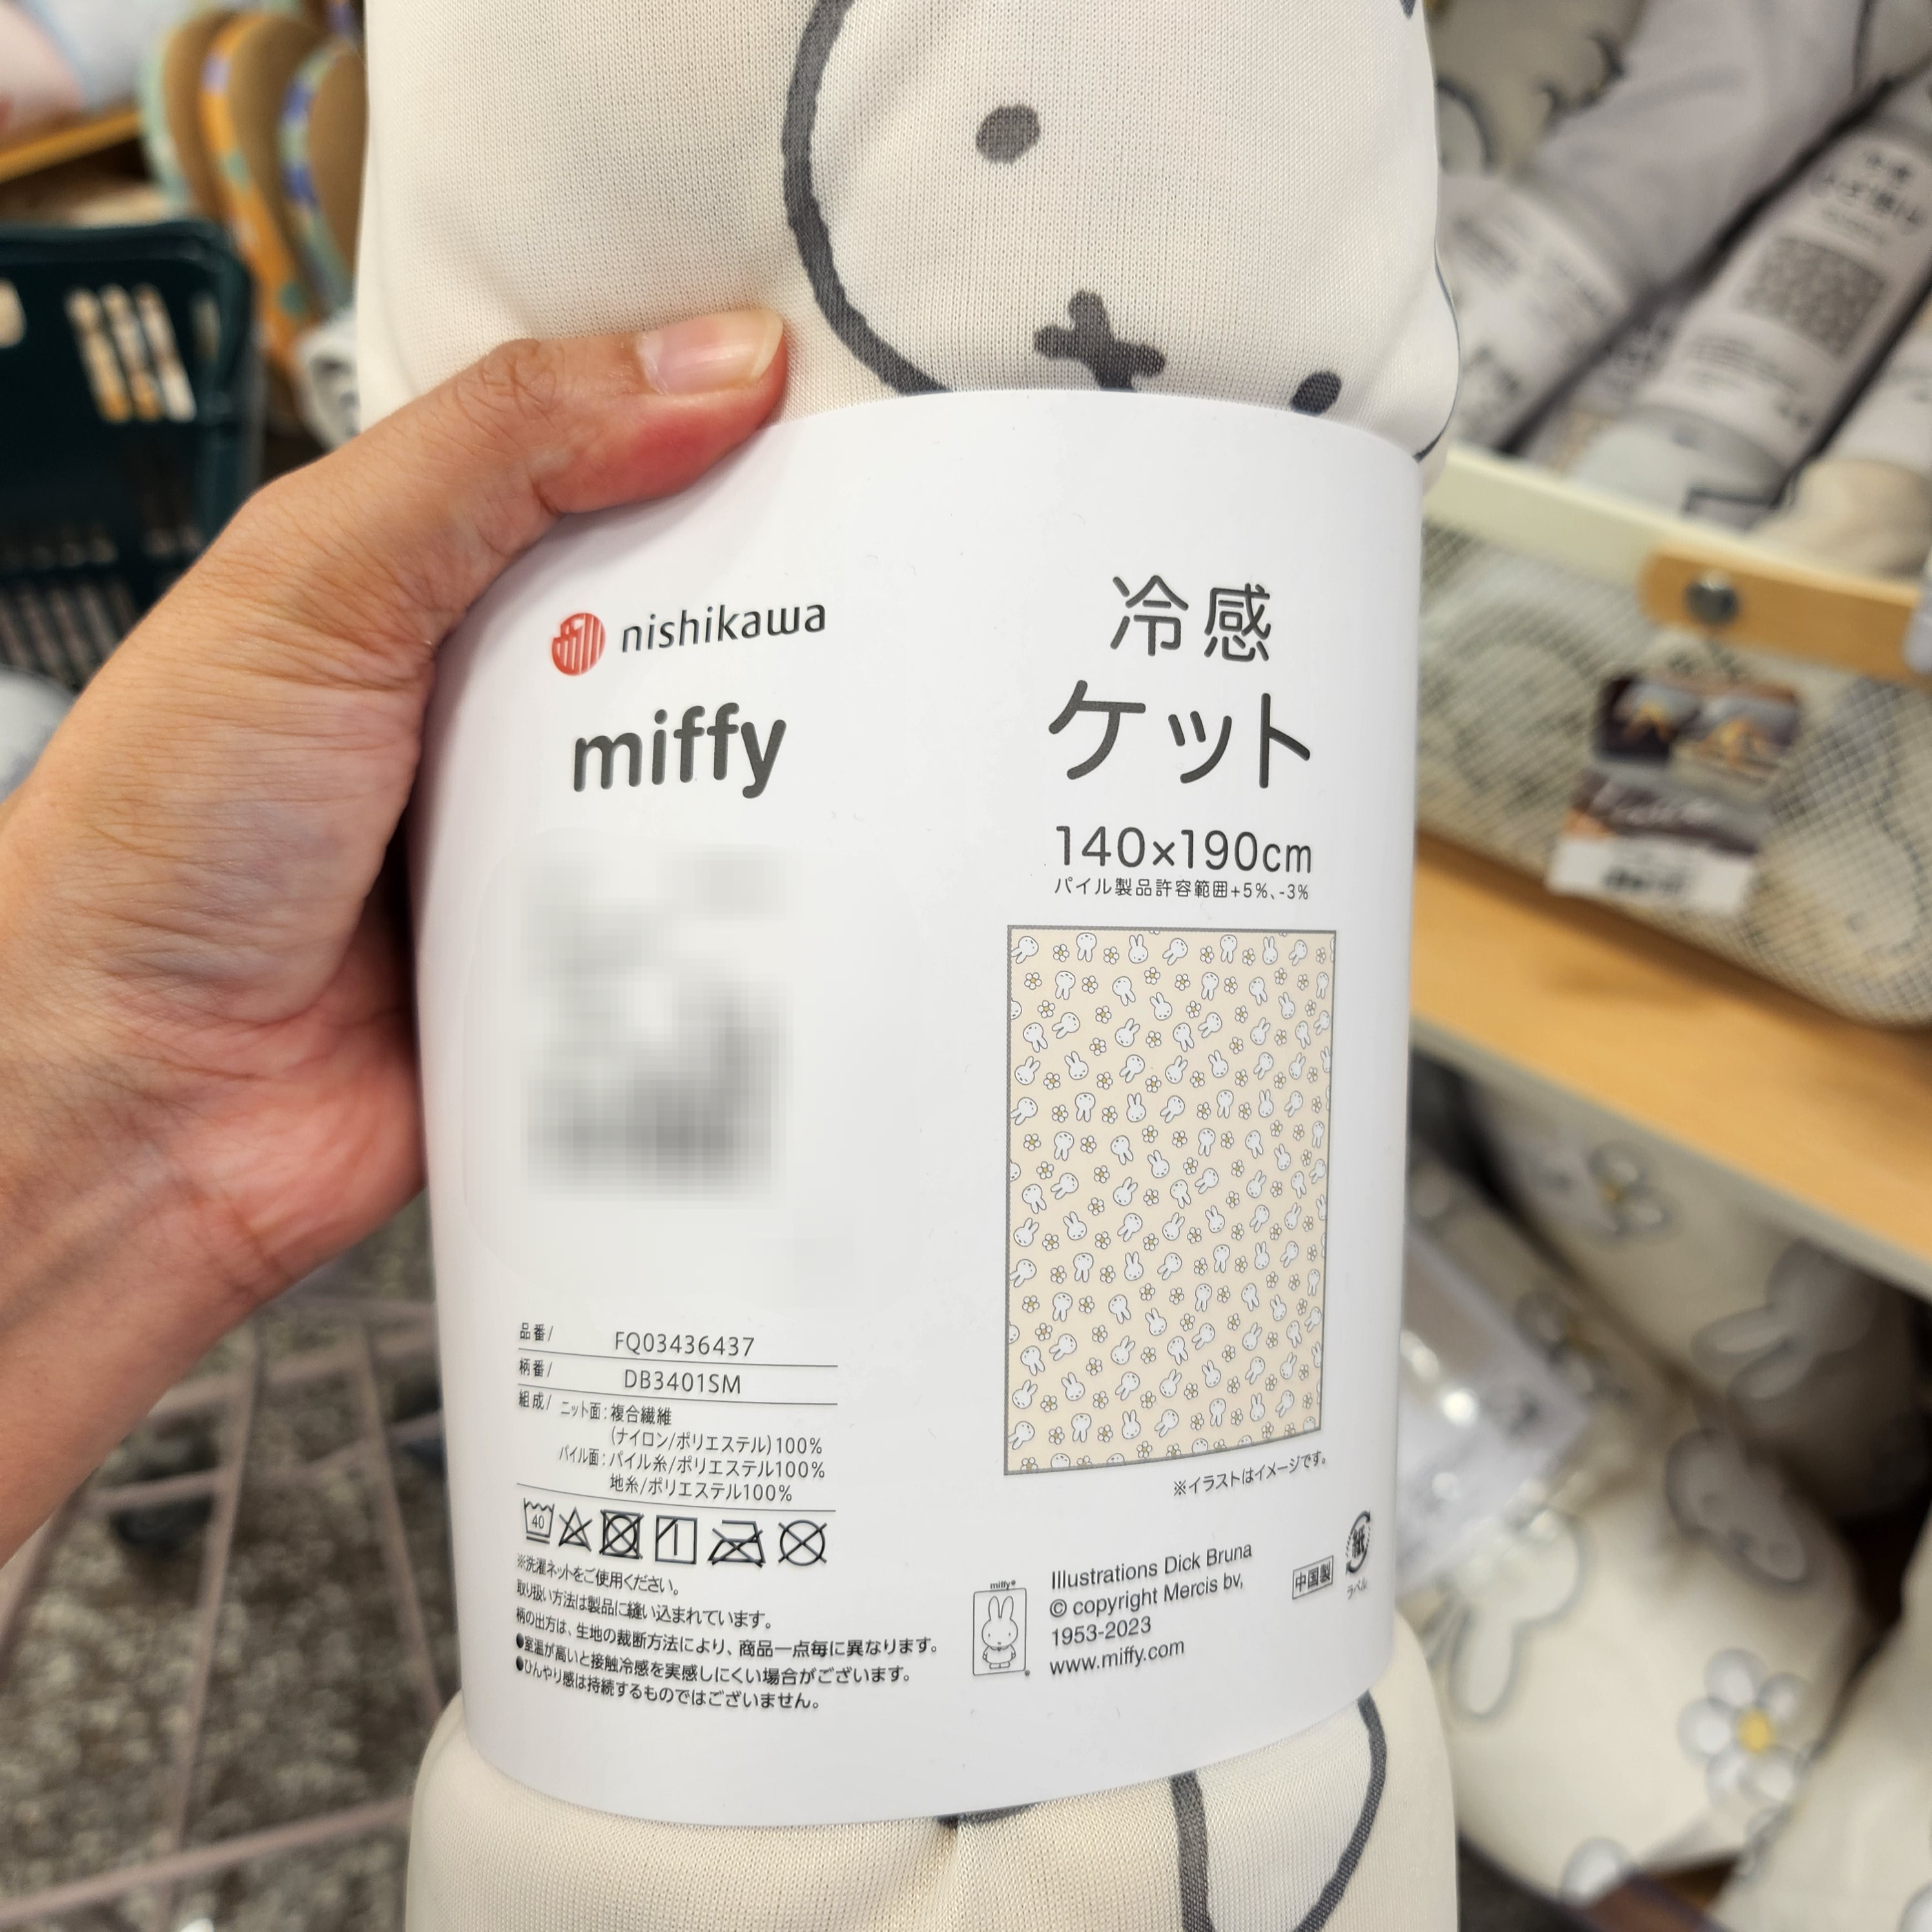 nishikawa
miffy
冷感
ケット
140×190cm
パイル製品許容範囲+5%、-3%
※イラストはイメージです。
品番/ FQ03436437
柄番/ DB3401SM
組成/ ニット面:複合繊維
(ナイロン/ポリエステル)100%
パイル面:パイル糸/ポリエステル100%
地糸/ポリエステル100%
40
※洗濯ネットをご使用ください。
取り扱い方法は製品に縫い込まれています。
柄の出方は、生地の裁断方法により、商品一点毎に異なります。
●室温が高いと接触冷感を実感しにくい場合がございます。
●ひんやり感は持続するものではございません。
miffy®
Illustrations Dick Bruna
© copyright Mercis bv,
1953-2023
www.miffy.com
中国製
紙
ラベル